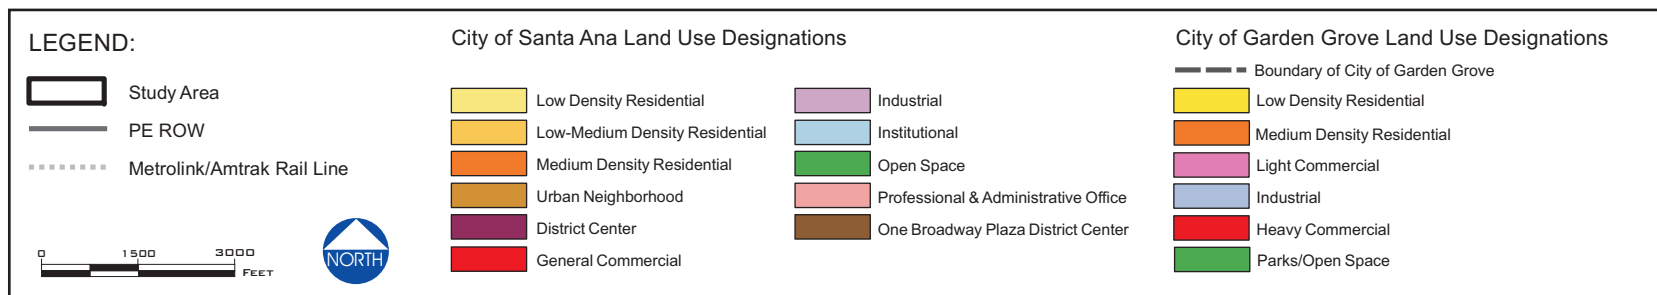 LEGEND:
Study Area
PE ROW
Metrolink/Amtrak Rail Line
0 1500 3000
FEET
NORTH
City of Santa Ana Land Use Designations
Low Density Residential
Low-Medium Density Residential
Medium Density Residential
Urban Neighborhood
District Center
General Commercial
Industrial
Institutional
Open Space
Professional & Administrative Office
One Broadway Plaza District Center
City of Garden Grove Land Use Designations
Boundary of City of Garden Grove
Low Density Residential
Medium Density Residential
Light Commercial
Industrial
Heavy Commercial
Parks/Open Space